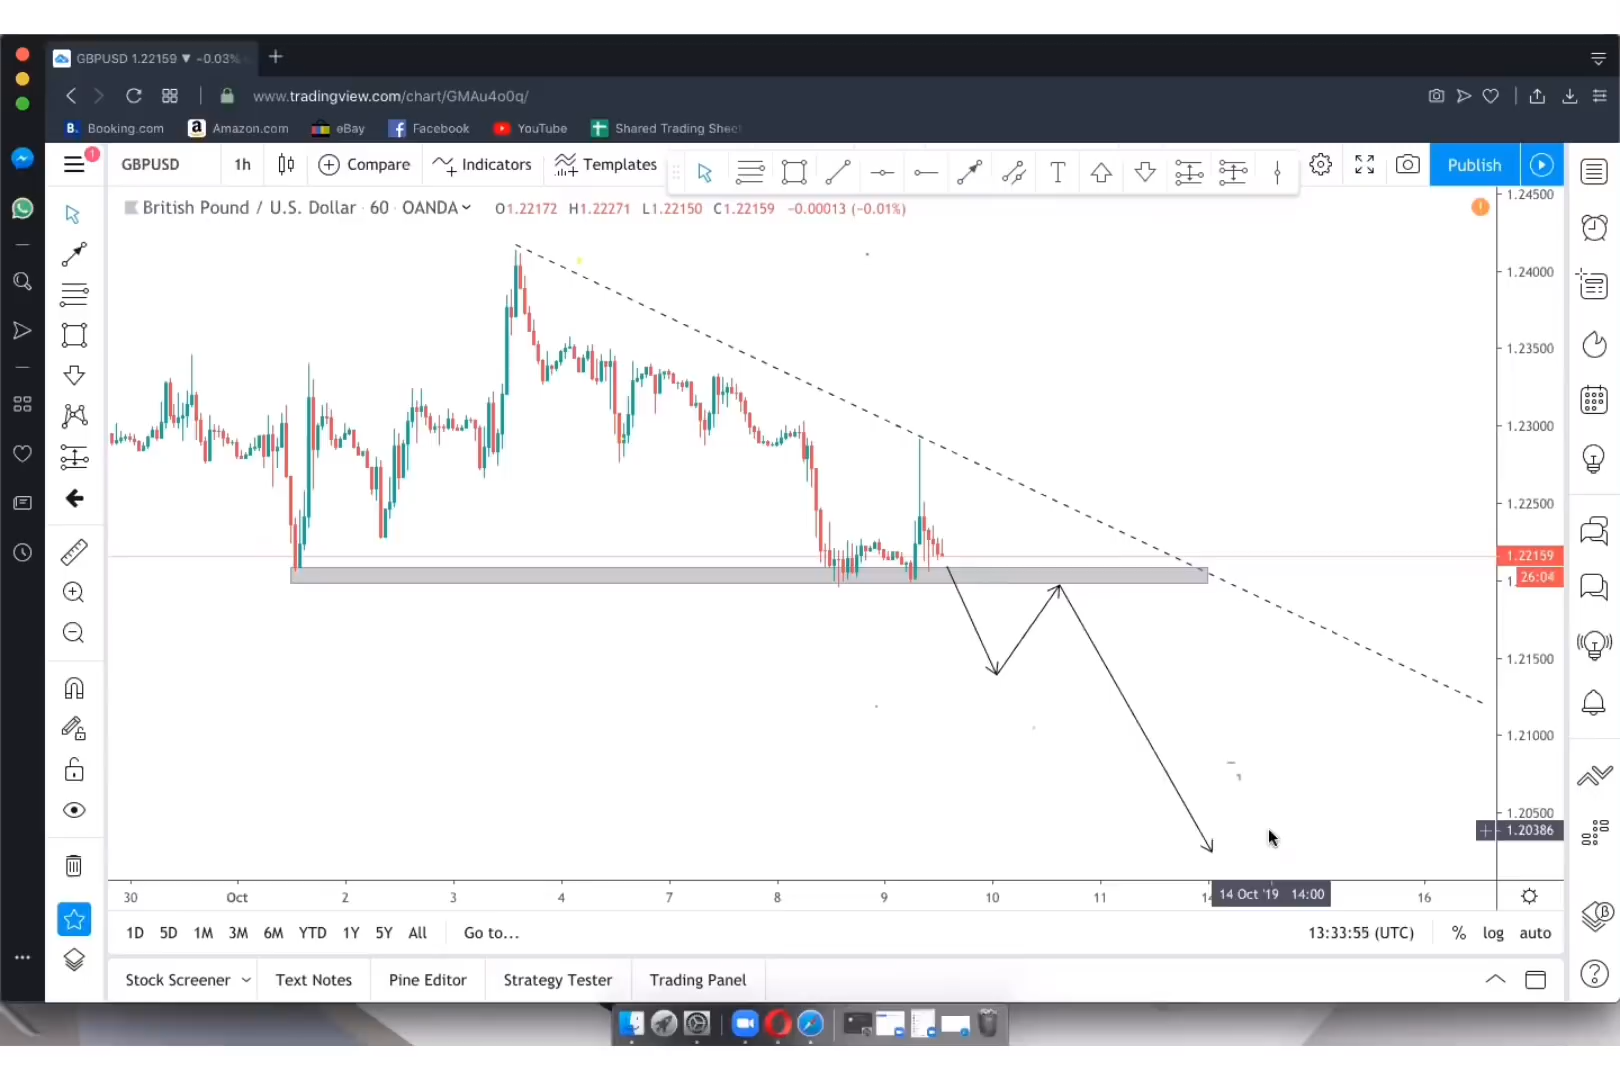 GBPUSD 1.22159 ▼ −0.03%
www.tradingview.com/chart/GMAu4o0q/
B. Booking.com a Amazon.com eBay Facebook YouTube Shared Trading Shee
1 GBPUSD 1h Compare Indicators Templates T Publish
British Pound / U.S. Dollar 60 OANDA O1.22172 H1.22271 L1.22150 C1.22159 −0.00013 (−0.01%)
1.24500
1.24000
1.23500
1.23000
1.22500
1.22159
26:04
1.21500
1.21000
1.20500
1.20386
30 Oct 2 3 4 7 8 9 10 11 14 Oct '19 14:00 16
1D 5D 1M 3M 6M YTD 1Y 5Y All Go to... 13:33:55 (UTC) % log auto
Stock Screener Text Notes Pine Editor Strategy Tester Trading Panel